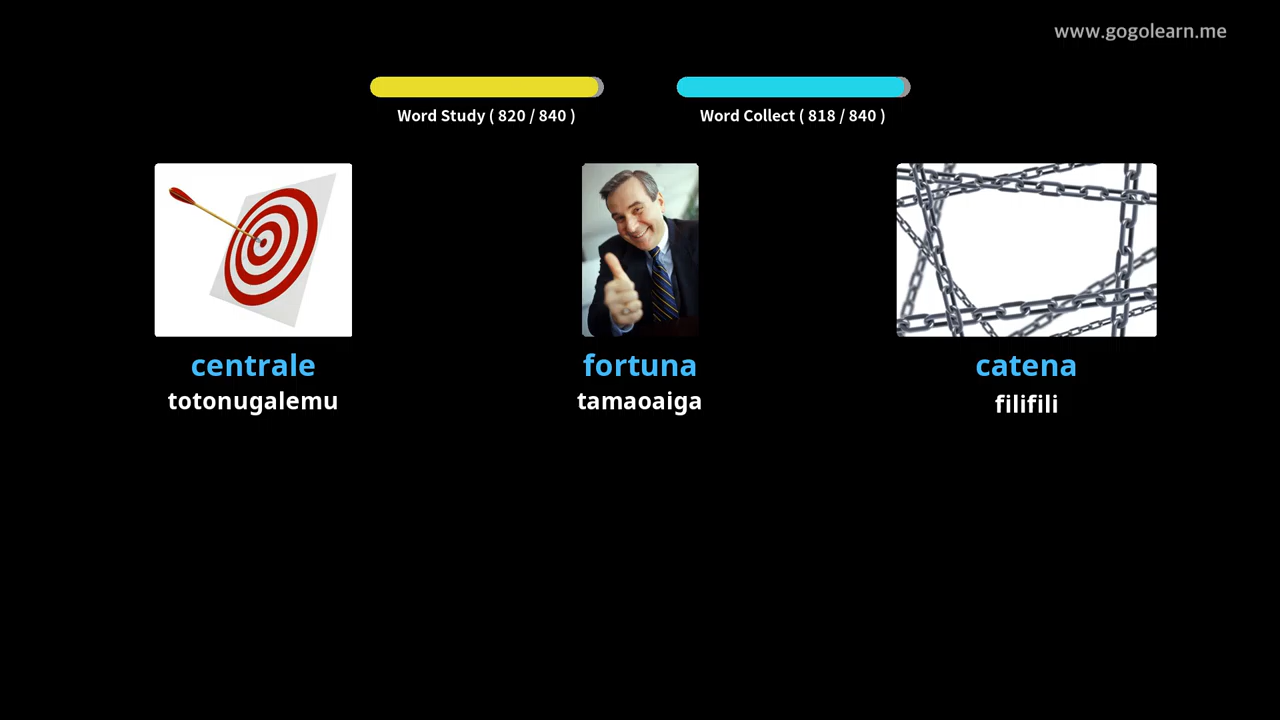 www.gogolearn.me
Word Study ( 820 / 840 )
Word Collect ( 818 / 840 )
centrale
totonugalemu
fortuna
tamaoaiga
catena
filifili